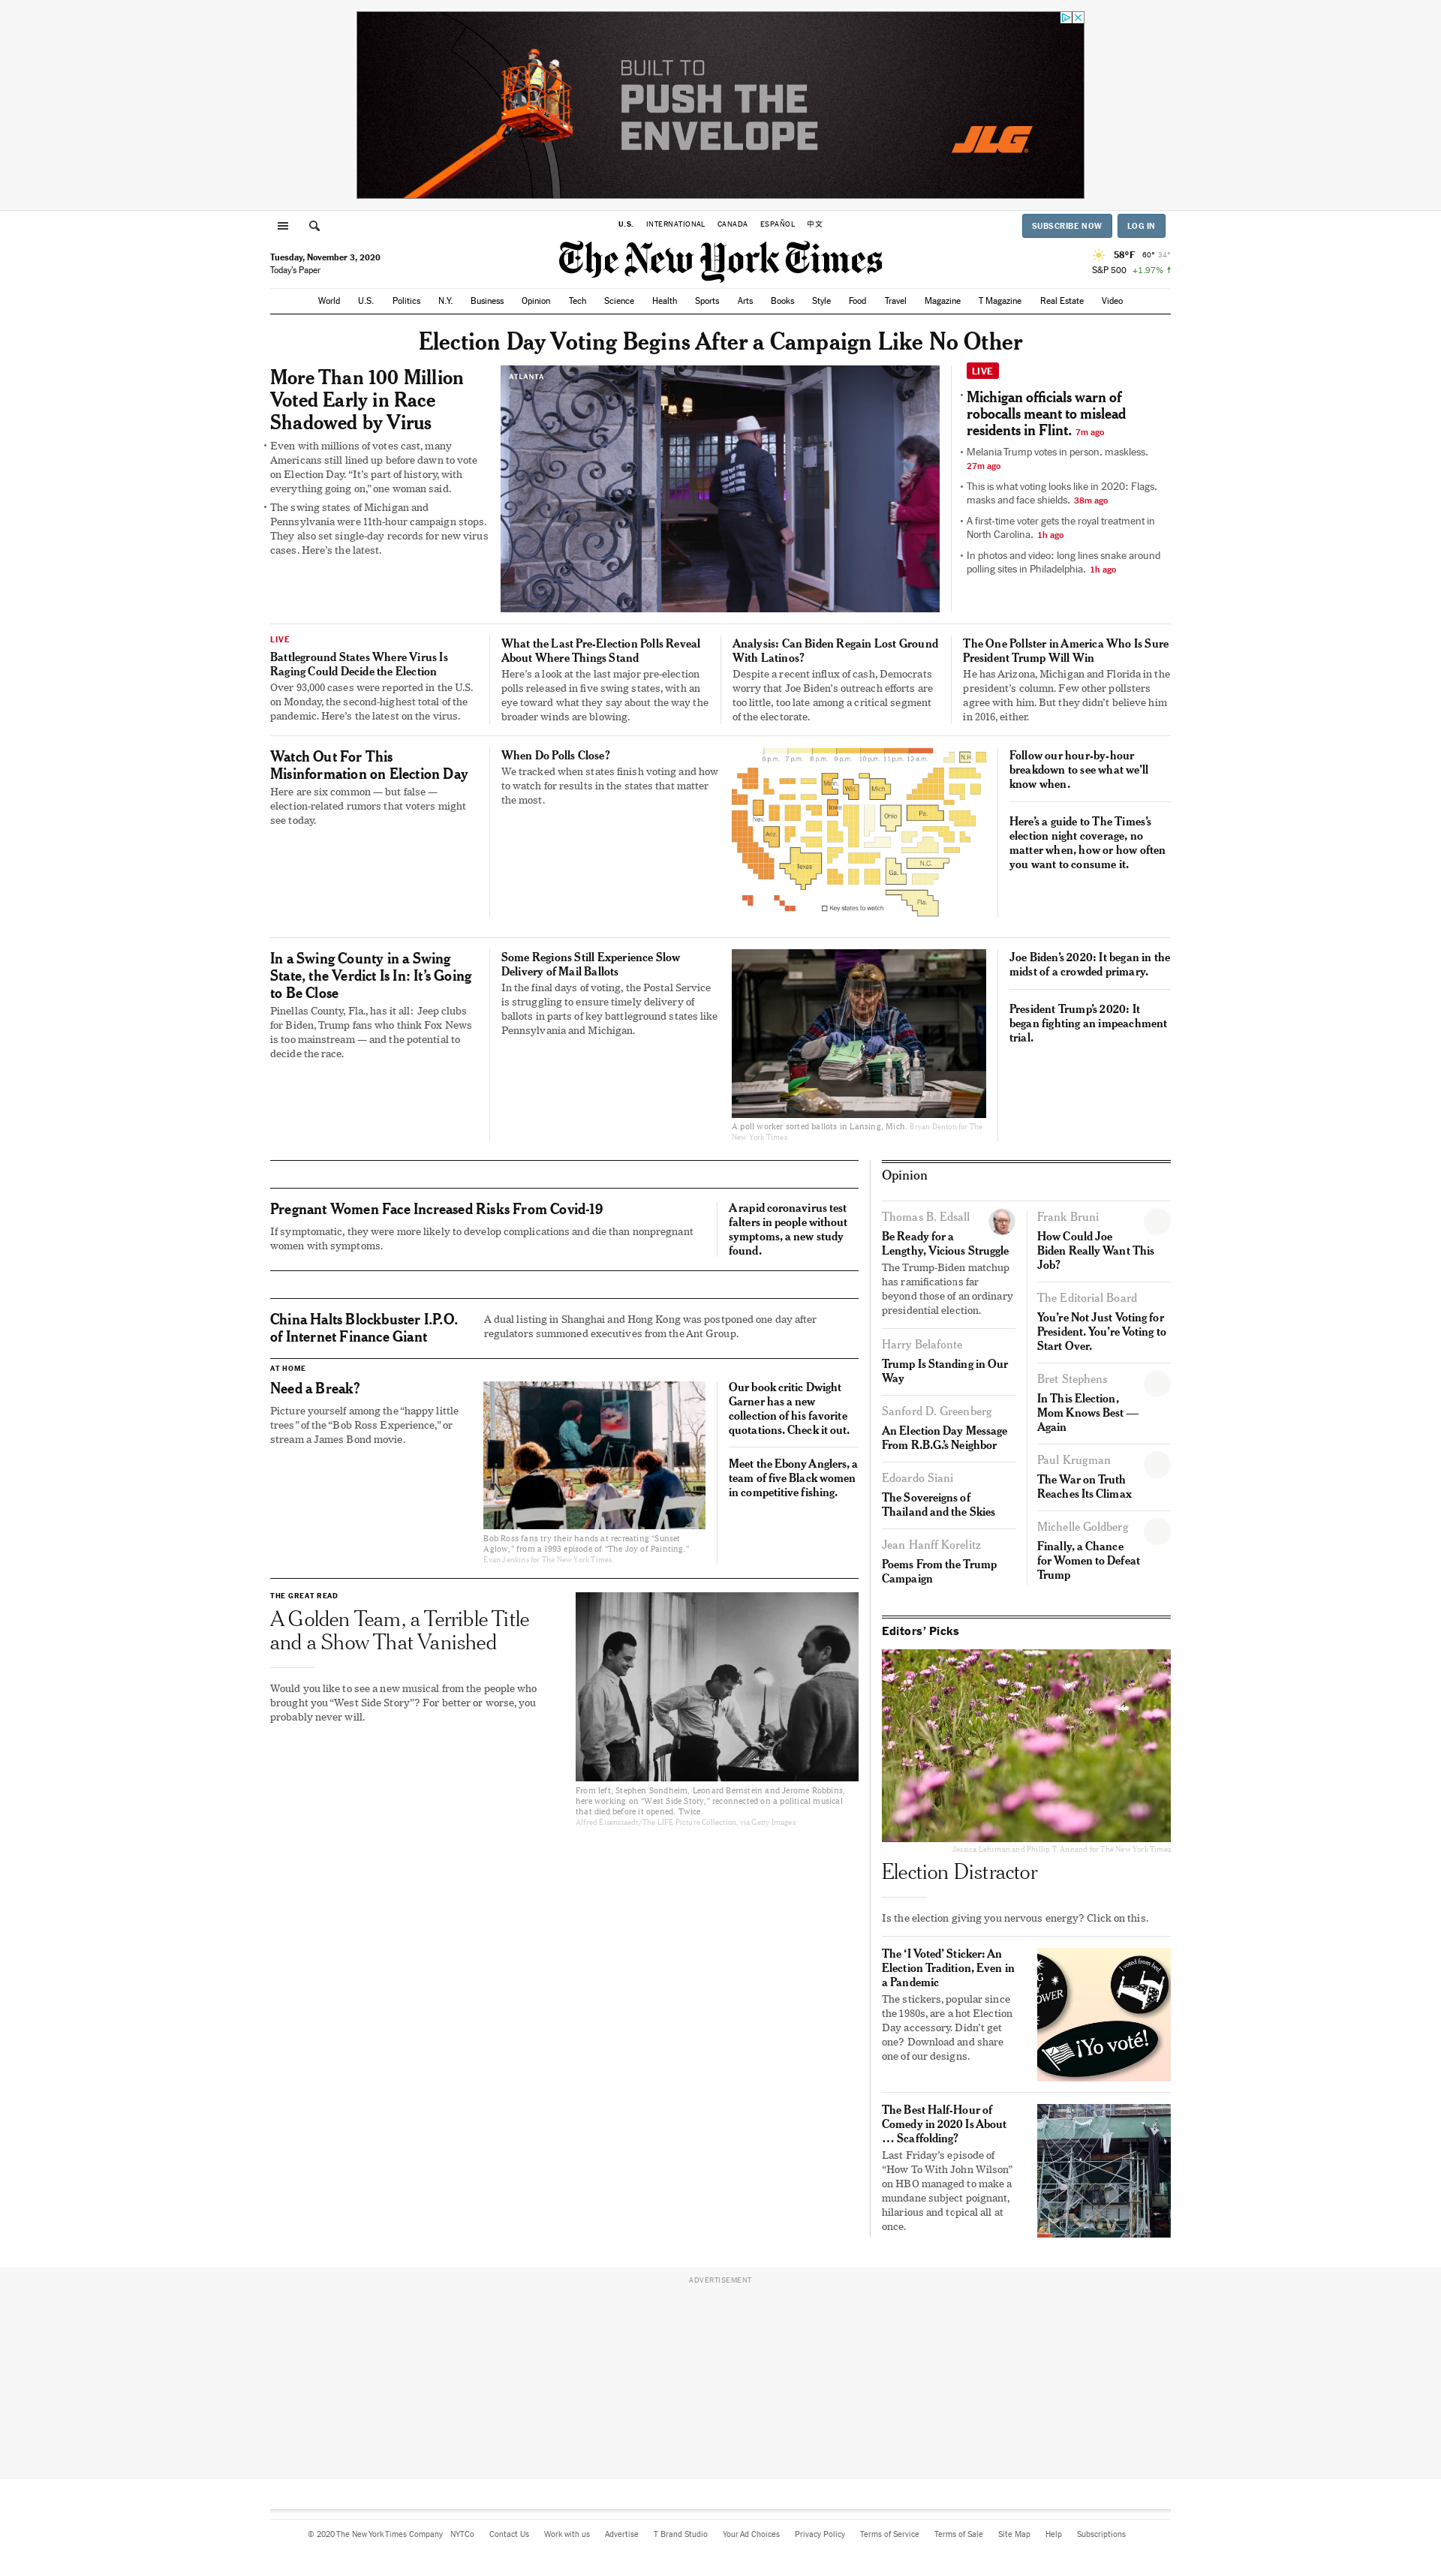 BUILT TO
PUSH THE
ENVELOPE
JLG
U.S. INTERNATIONAL CANADA ESPAÑOL 中文
SUBSCRIBE NOW LOG IN
The New York Times
Tuesday, November 3, 2020
Today's Paper
58°F 60° 34°
S&P 500 +1.97%
World U.S. Politics N.Y. Business Opinion Tech Science Health Sports Arts Books Style Food Travel Magazine T Magazine Real Estate Video
Election Day Voting Begins After a Campaign Like No Other
More Than 100 Million
Voted Early in Race
Shadowed by Virus
Even with millions of votes cast, many
Americans still lined up before dawn to vote
on Election Day. “It’s part of history, with
everything going on,” one woman said.
The swing states of Michigan and
Pennsylvania were 11th-hour campaign stops.
They also set single-day records for new virus
cases. Here’s the latest.
ATLANTA
LIVE
Michigan officials warn of
robocalls meant to mislead
residents in Flint. 7m ago
Melania Trump votes in person, maskless.
27m ago
This is what voting looks like in 2020: Flags,
masks and face shields. 38m ago
A first-time voter gets the royal treatment in
North Carolina. 1h ago
In photos and video: long lines snake around
polling sites in Philadelphia. 1h ago
LIVE
Battleground States Where Virus Is
Raging Could Decide the Election
Over 93,000 cases were reported in the U.S.
on Monday, the second-highest total of the
pandemic. Here’s the latest on the virus.
What the Last Pre-Election Polls Reveal
About Where Things Stand
Here’s a look at the last major pre-election
polls released in five swing states, with an
eye toward what they say about the way the
broader winds are blowing.
Analysis: Can Biden Regain Lost Ground
With Latinos?
Despite a recent influx of cash, Democrats
worry that Joe Biden’s outreach efforts are
too little, too late among a critical segment
of the electorate.
The One Pollster in America Who Is Sure
President Trump Will Win
He has Arizona, Michigan and Florida in the
president’s column. Few other pollsters
agree with him. But they didn’t believe him
in 2016, either.
Watch Out For This
Misinformation on Election Day
Here are six common — but false —
election-related rumors that voters might
see today.
When Do Polls Close?
We tracked when states finish voting and how
to watch for results in the states that matter
the most.
6 p.m. 7 p.m. 8 p.m. 9 p.m. 10 p.m. 11 p.m. 12 a.m.
N.H.
Minn.
Wis.
Mich.
Iowa
Nev.
Ohio
Pa.
Ariz.
Texas
N.C.
Ga.
Fla.
Key states to watch
Follow our hour-by-hour
breakdown to see what we’ll
know when.
Here’s a guide to The Times’s
election night coverage, no
matter when, how or how often
you want to consume it.
In a Swing County in a Swing
State, the Verdict Is In: It’s Going
to Be Close
Pinellas County, Fla., has it all: Jeep clubs
for Biden, Trump fans who think Fox News
is too mainstream — and the potential to
decide the race.
Some Regions Still Experience Slow
Delivery of Mail Ballots
In the final days of voting, the Postal Service
is struggling to ensure timely delivery of
ballots in parts of key battleground states like
Pennsylvania and Michigan.
A poll worker sorted ballots in Lansing, Mich. Bryan Denton for The
New York Times
Joe Biden’s 2020: It began in the
midst of a crowded primary.
President Trump’s 2020: It
began fighting an impeachment
trial.
Pregnant Women Face Increased Risks From Covid-19
If symptomatic, they were more likely to develop complications and die than nonpregnant
women with symptoms.
A rapid coronavirus test
falters in people without
symptoms, a new study
found.
China Halts Blockbuster I.P.O.
of Internet Finance Giant
A dual listing in Shanghai and Hong Kong was postponed one day after
regulators summoned executives from the Ant Group.
AT HOME
Need a Break?
Picture yourself among the “happy little
trees” of the “Bob Ross Experience,” or
stream a James Bond movie.
Bob Ross fans try their hands at recreating “Sunset
Aglow,” from a 1993 episode of “The Joy of Painting.”
Evan Jenkins for The New York Times
Our book critic Dwight
Garner has a new
collection of his favorite
quotations. Check it out.
Meet the Ebony Anglers, a
team of five Black women
in competitive fishing.
THE GREAT READ
A Golden Team, a Terrible Title
and a Show That Vanished
Would you like to see a new musical from the people who
brought you “West Side Story”? For better or worse, you
probably never will.
From left, Stephen Sondheim, Leonard Bernstein and Jerome Robbins,
here working on “West Side Story,” reconnected on a political musical
that died before it opened. Twice.
Alfred Eisenstaedt/The LIFE Picture Collection, via Getty Images
Opinion
Thomas B. Edsall
Be Ready for a
Lengthy, Vicious Struggle
The Trump-Biden matchup
has ramifications far
beyond those of an ordinary
presidential election.
Harry Belafonte
Trump Is Standing in Our
Way
Sanford D. Greenberg
An Election Day Message
From R.B.G.’s Neighbor
Edoardo Siani
The Sovereigns of
Thailand and the Skies
Jean Hanff Korelitz
Poems From the Trump
Campaign
Frank Bruni
How Could Joe
Biden Really Want This
Job?
The Editorial Board
You’re Not Just Voting for
President. You’re Voting to
Start Over.
Bret Stephens
In This Election,
Mom Knows Best —
Again
Paul Krugman
The War on Truth
Reaches Its Climax
Michelle Goldberg
Finally, a Chance
for Women to Defeat
Trump
Editors’ Picks
Jessica Lehrman and Phillip T. Annand for The New York Times
Election Distractor
Is the election giving you nervous energy? Click on this.
The ‘I Voted’ Sticker: An
Election Tradition, Even in
a Pandemic
The stickers, popular since
the 1980s, are a hot Election
Day accessory. Didn’t get
one? Download and share
one of our designs.
I voted from bed
OWER
¡Yo voté!
The Best Half-Hour of
Comedy in 2020 Is About
… Scaffolding?
Last Friday’s episode of
“How To With John Wilson”
on HBO managed to make a
mundane subject poignant,
hilarious and topical all at
once.
ADVERTISEMENT
© 2020 The New York Times Company NYTCo Contact Us Work with us Advertise T Brand Studio Your Ad Choices Privacy Policy Terms of Service Terms of Sale Site Map Help Subscriptions